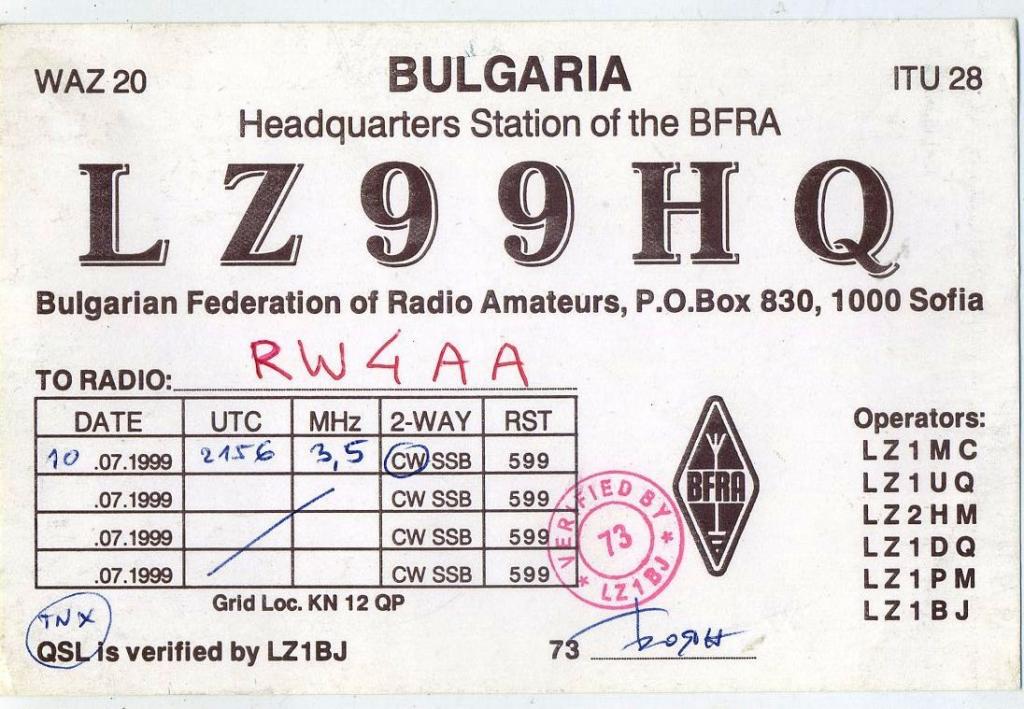 WAZ 20 BULGARIA ITU 28
Headquarters Station of the BFRA
LZ99HQ
Bulgarian Federation of Radio Amateurs, P.O.Box 830, 1000 Sofia
TO RADIO: RW4AA
DATE UTC MHz 2-WAY RST
10 .07.1999 2156 3,5 CW SSB 599
.07.1999 CW SSB 599
.07.1999 CW SSB 599
.07.1999 CW SSB 599
Grid Loc. KN 12 QP
TNX
QSL is verified by LZ1BJ
VERIFIED BY
73
* LZ1BJ *
BFRA
73
Operators:
LZ1MC
LZ1UQ
LZ2HM
LZ1DQ
LZ1PM
LZ1BJ